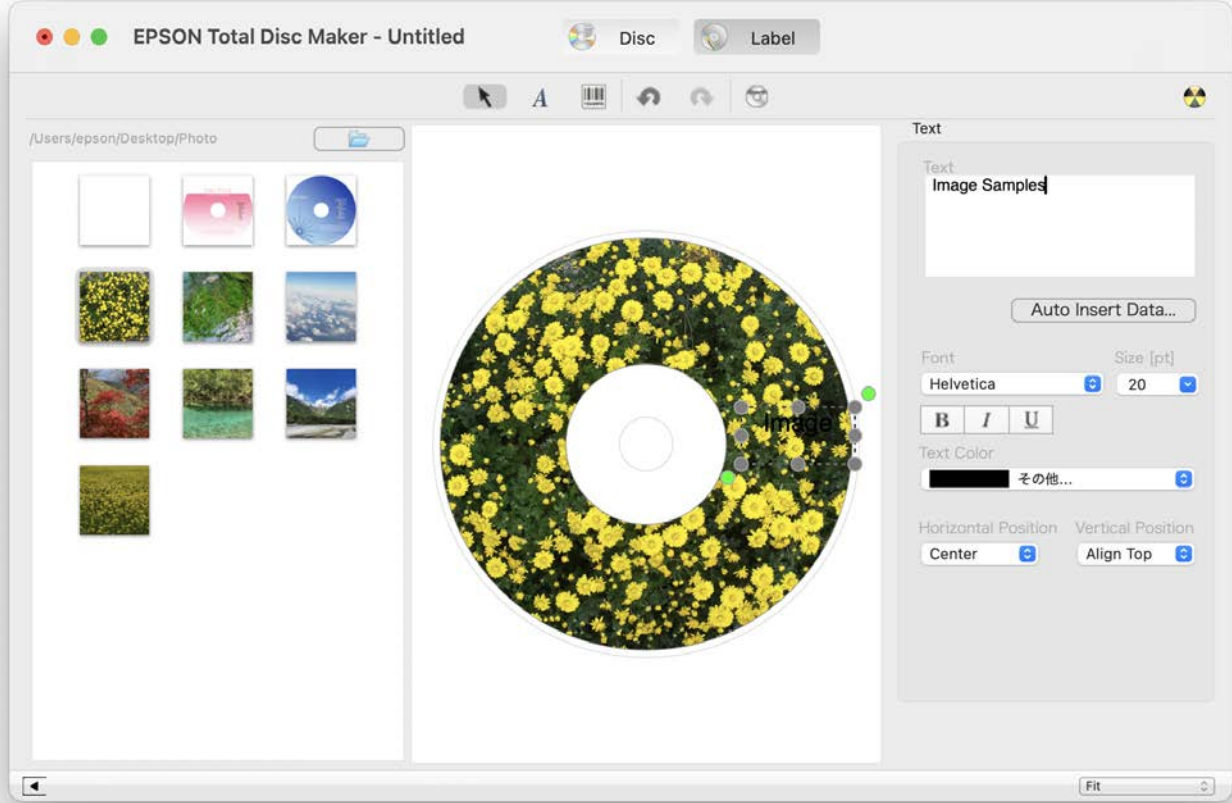 EPSON Total Disc Maker - Untitled
Disc
Label
A
/Users/epson/Desktop/Photo
Text
Text
Image Samples
Auto Insert Data...
Font
Size [pt]
Helvetica
20
B I U
Text Color
その他...
Horizontal Position
Vertical Position
Center
Align Top
Image
Fit